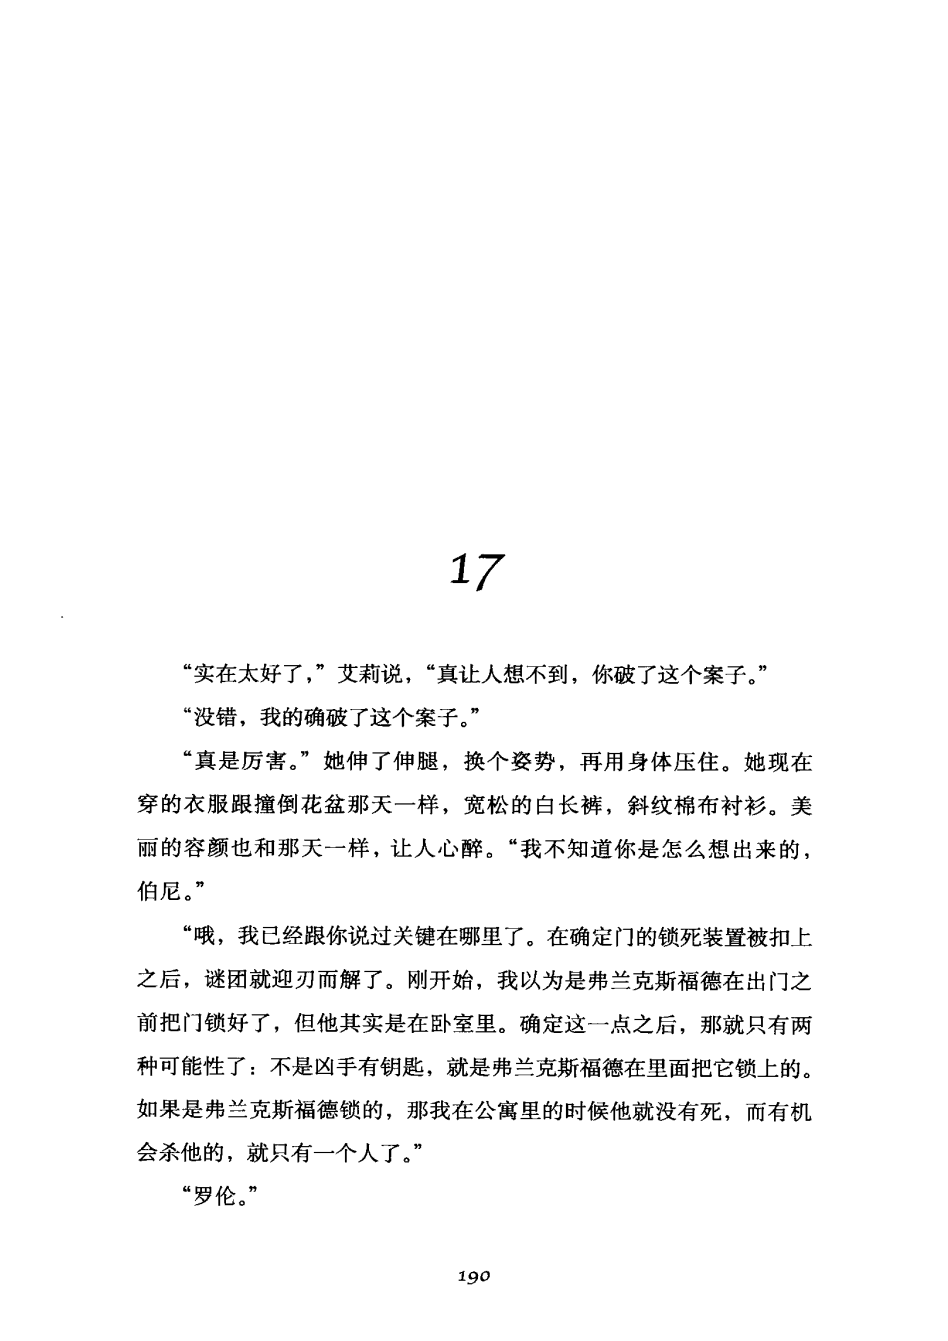 17
“实在太好了，”艾莉说，“真让人想不到，你破了这个案子。”
“没错，我的确破了这个案子。”
“真是厉害。”她伸了伸腿，换个姿势，再用身体压住。她现在
穿的衣服跟撞倒花盆那天一样，宽松的白长裤，斜纹棉布衬衫。美
丽的容颜也和那天一样，让人心醉。“我不知道你是怎么想出来的，
伯尼。”
“哦，我已经跟你说过关键在哪里了。在确定门的锁死装置被扣上
之后，谜团就迎刃而解了。刚开始，我以为是弗兰克斯福德在出门之
前把门锁好了，但他其实是在卧室里。确定这一点之后，那就只有两
种可能性了：不是凶手有钥匙，就是弗兰克斯福德在里面把它锁上的。
如果是弗兰克斯福德锁的，那我在公寓里的时候他就没有死，而有机
会杀他的，就只有一个人了。”
“罗伦。”
190